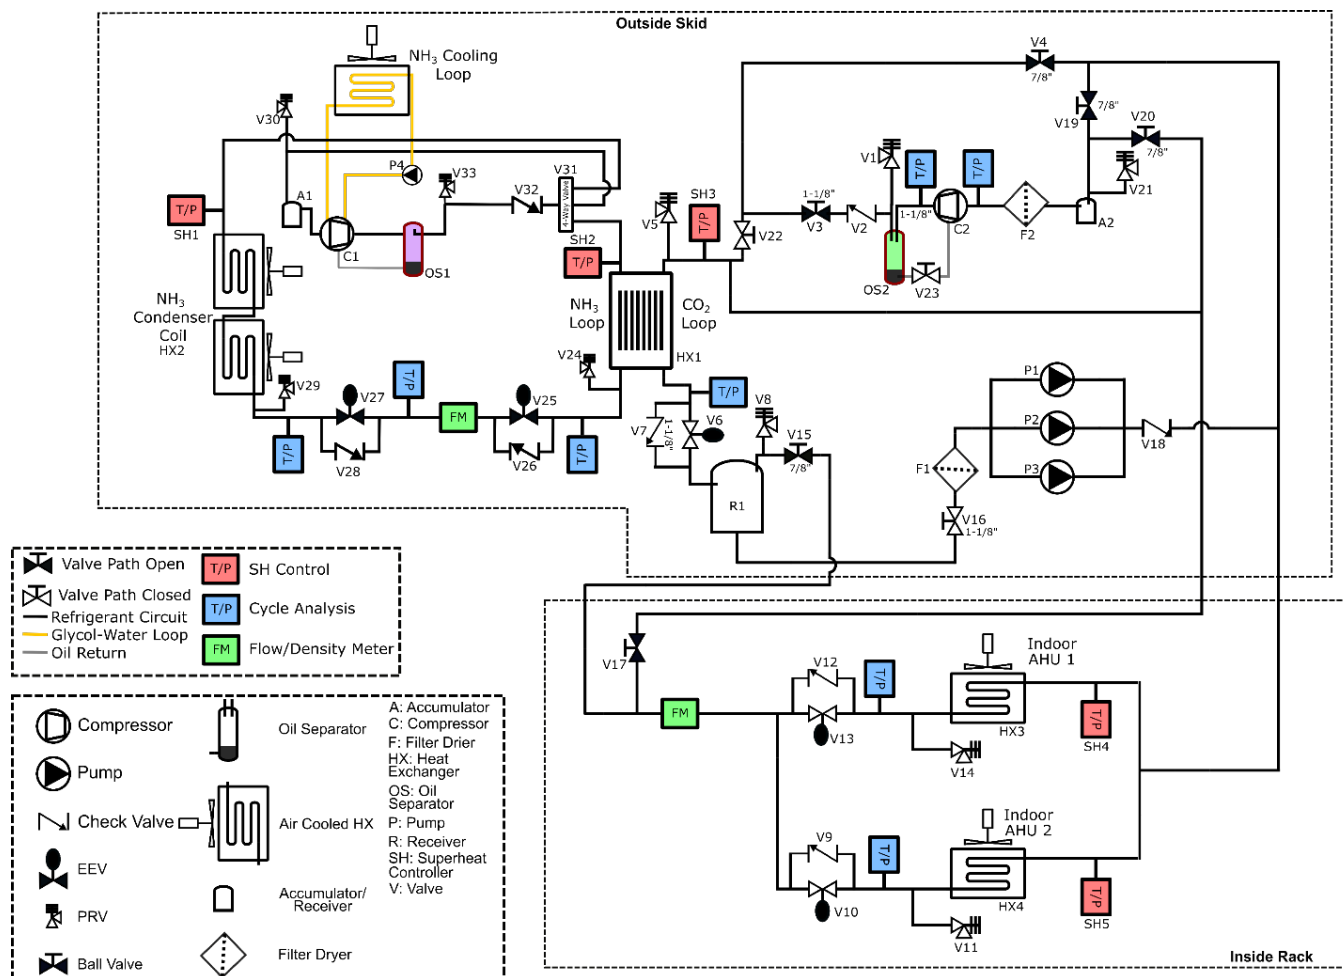 Outside Skid
NH3 Cooling
Loop
V30
P4
A1
V33
V32
V31
4-Way Valve
T/P
SH1
C1
OS1
SH2
T/P
V5
SH3
T/P
V22
V4
7/8"
V19
7/8"
V20
7/8"
V1
T/P
T/P
V21
1-1/8"
V3
V2
1-1/8"
C2
F2
A2
OS2
V23
NH3
Condenser
Coil
HX2
NH3
Loop
CO2
Loop
HX1
V29
V27
T/P
V24
V25
FM
T/P
V28
V26
T/P
T/P
V7
1-1/8"
V6
V8
V15
7/8"
R1
P1
P2
P3
V18
F1
V16
1-1/8"
Valve Path Open
Valve Path Closed
Refrigerant Circuit
Glycol-Water Loop
Oil Return
T/P
SH Control
T/P
Cycle Analysis
FM
Flow/Density Meter
V17
FM
V12
V13
T/P
V14
Indoor
AHU 1
HX3
T/P
SH4
V9
V10
T/P
V11
Indoor
AHU 2
HX4
T/P
SH5
Inside Rack
Compressor
Pump
Check Valve
EEV
PRV
Ball Valve
Oil Separator
Air Cooled HX
Accumulator/
Receiver
Filter Dryer
A: Accumulator
C: Compressor
F: Filter Drier
HX: Heat
Exchanger
OS: Oil
Separator
P: Pump
R: Receiver
SH: Superheat
Controller
V: Valve